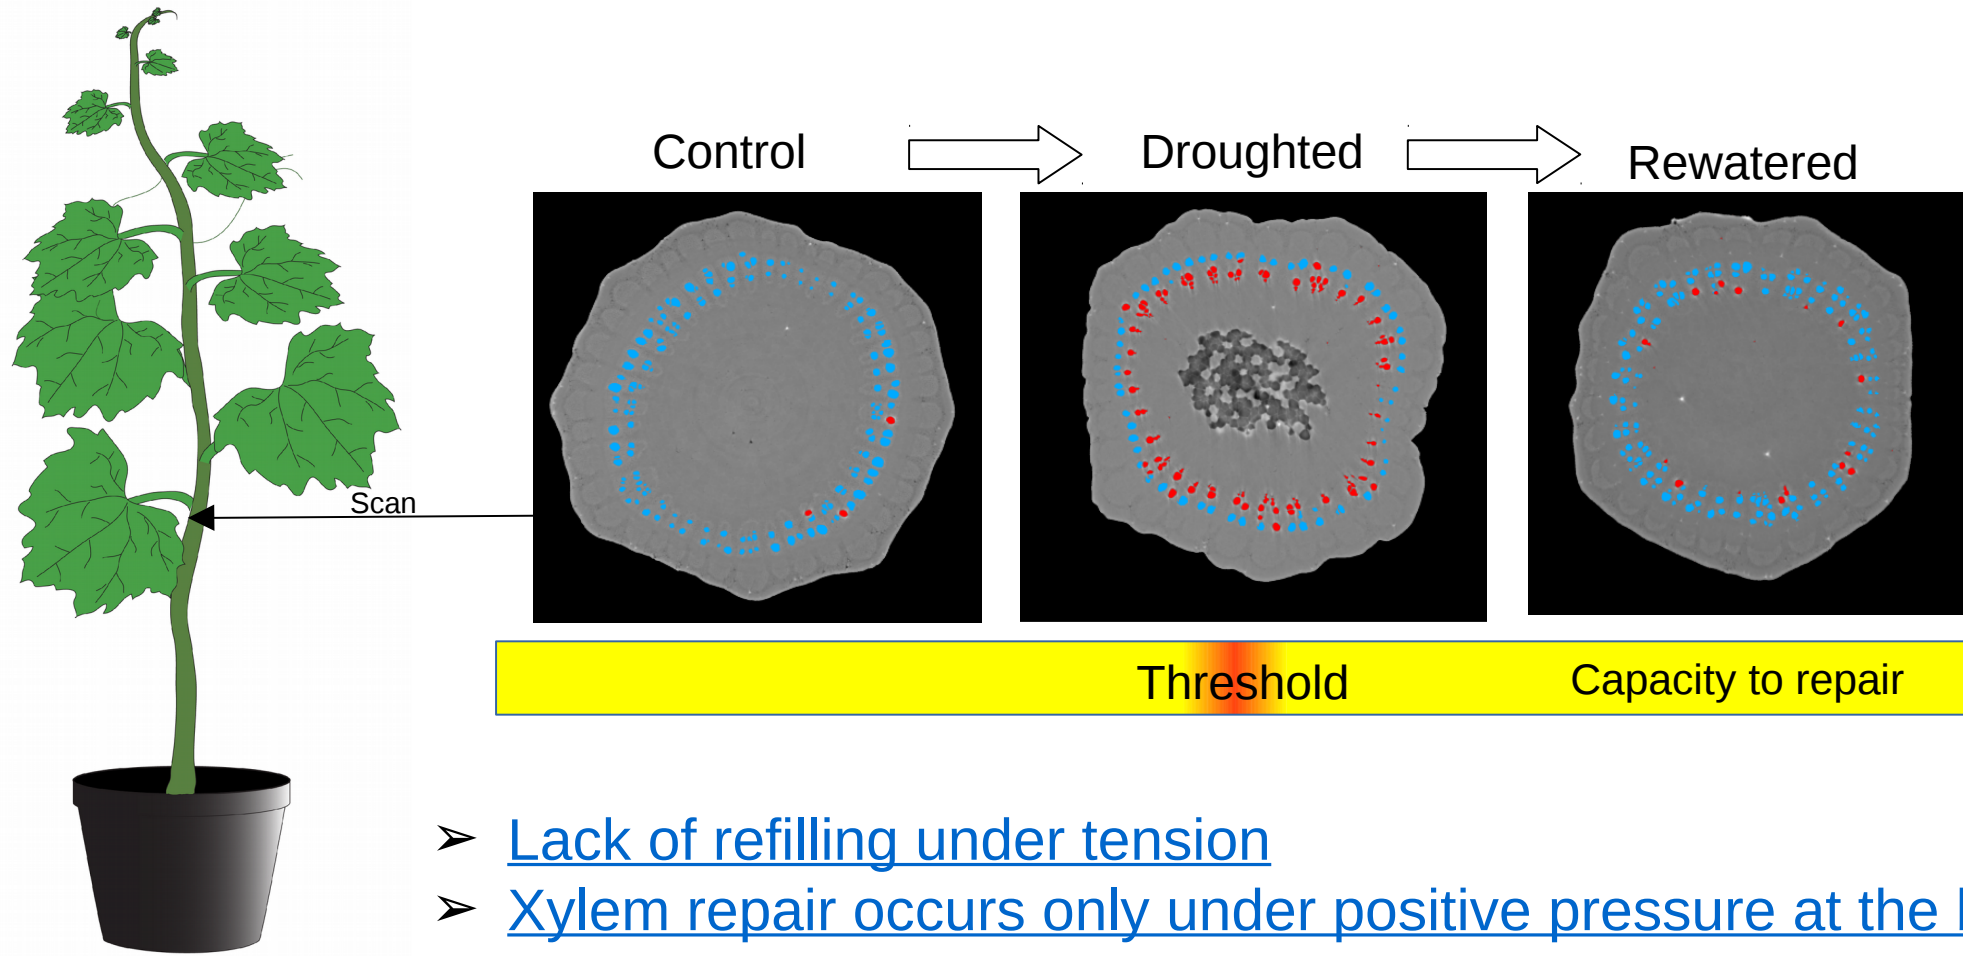 Control
Droughted
Rewatered
Scan
Threshold
Capacity to repair
➢ Lack of refilling under tension
➢ Xylem repair occurs only under positive pressure at the